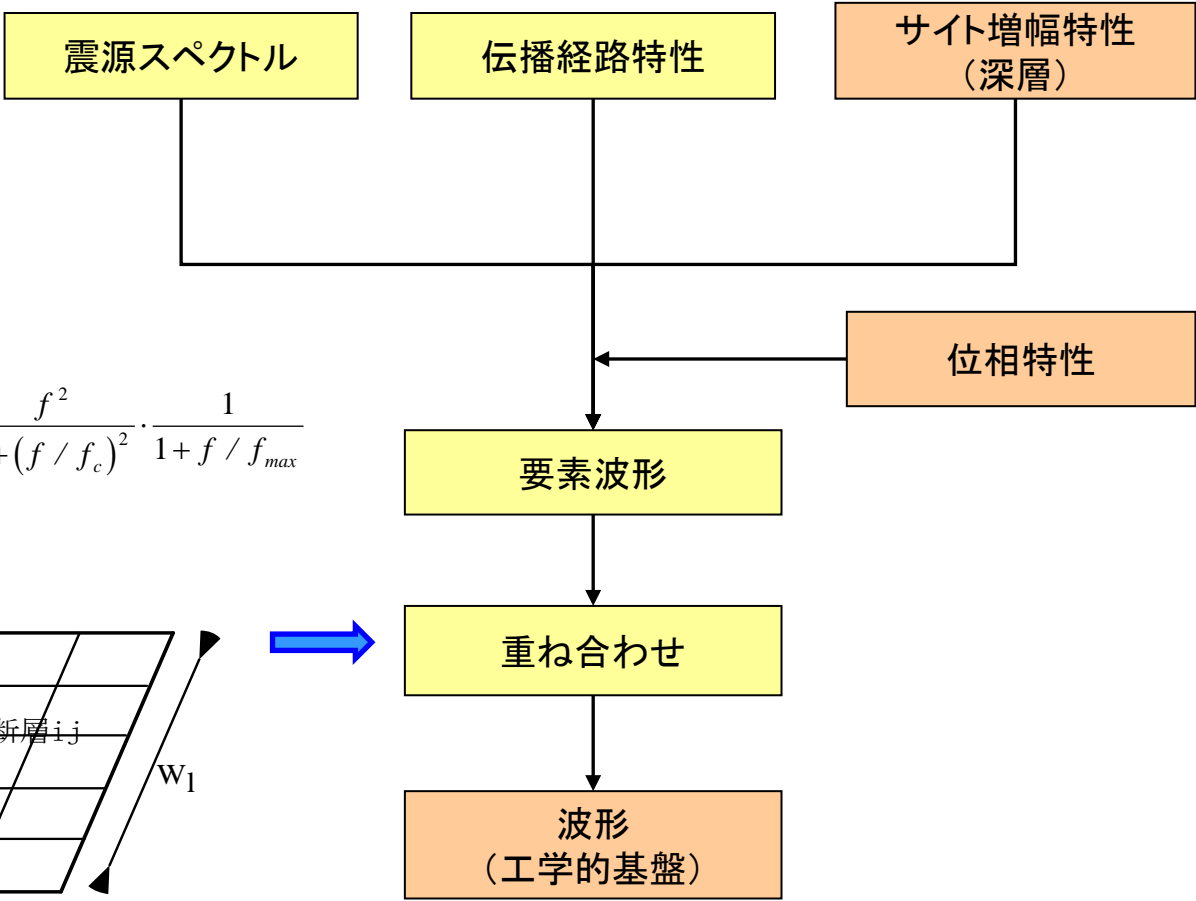 震源スペクトル
伝播経路特性
サイト増幅特性
（深層）
位相特性
f^2 / +(f / f_c)^2 · 1 / 1 + f / f_max
要素波形
重ね合わせ
断層ij
w_l
波形
（工学的基盤）